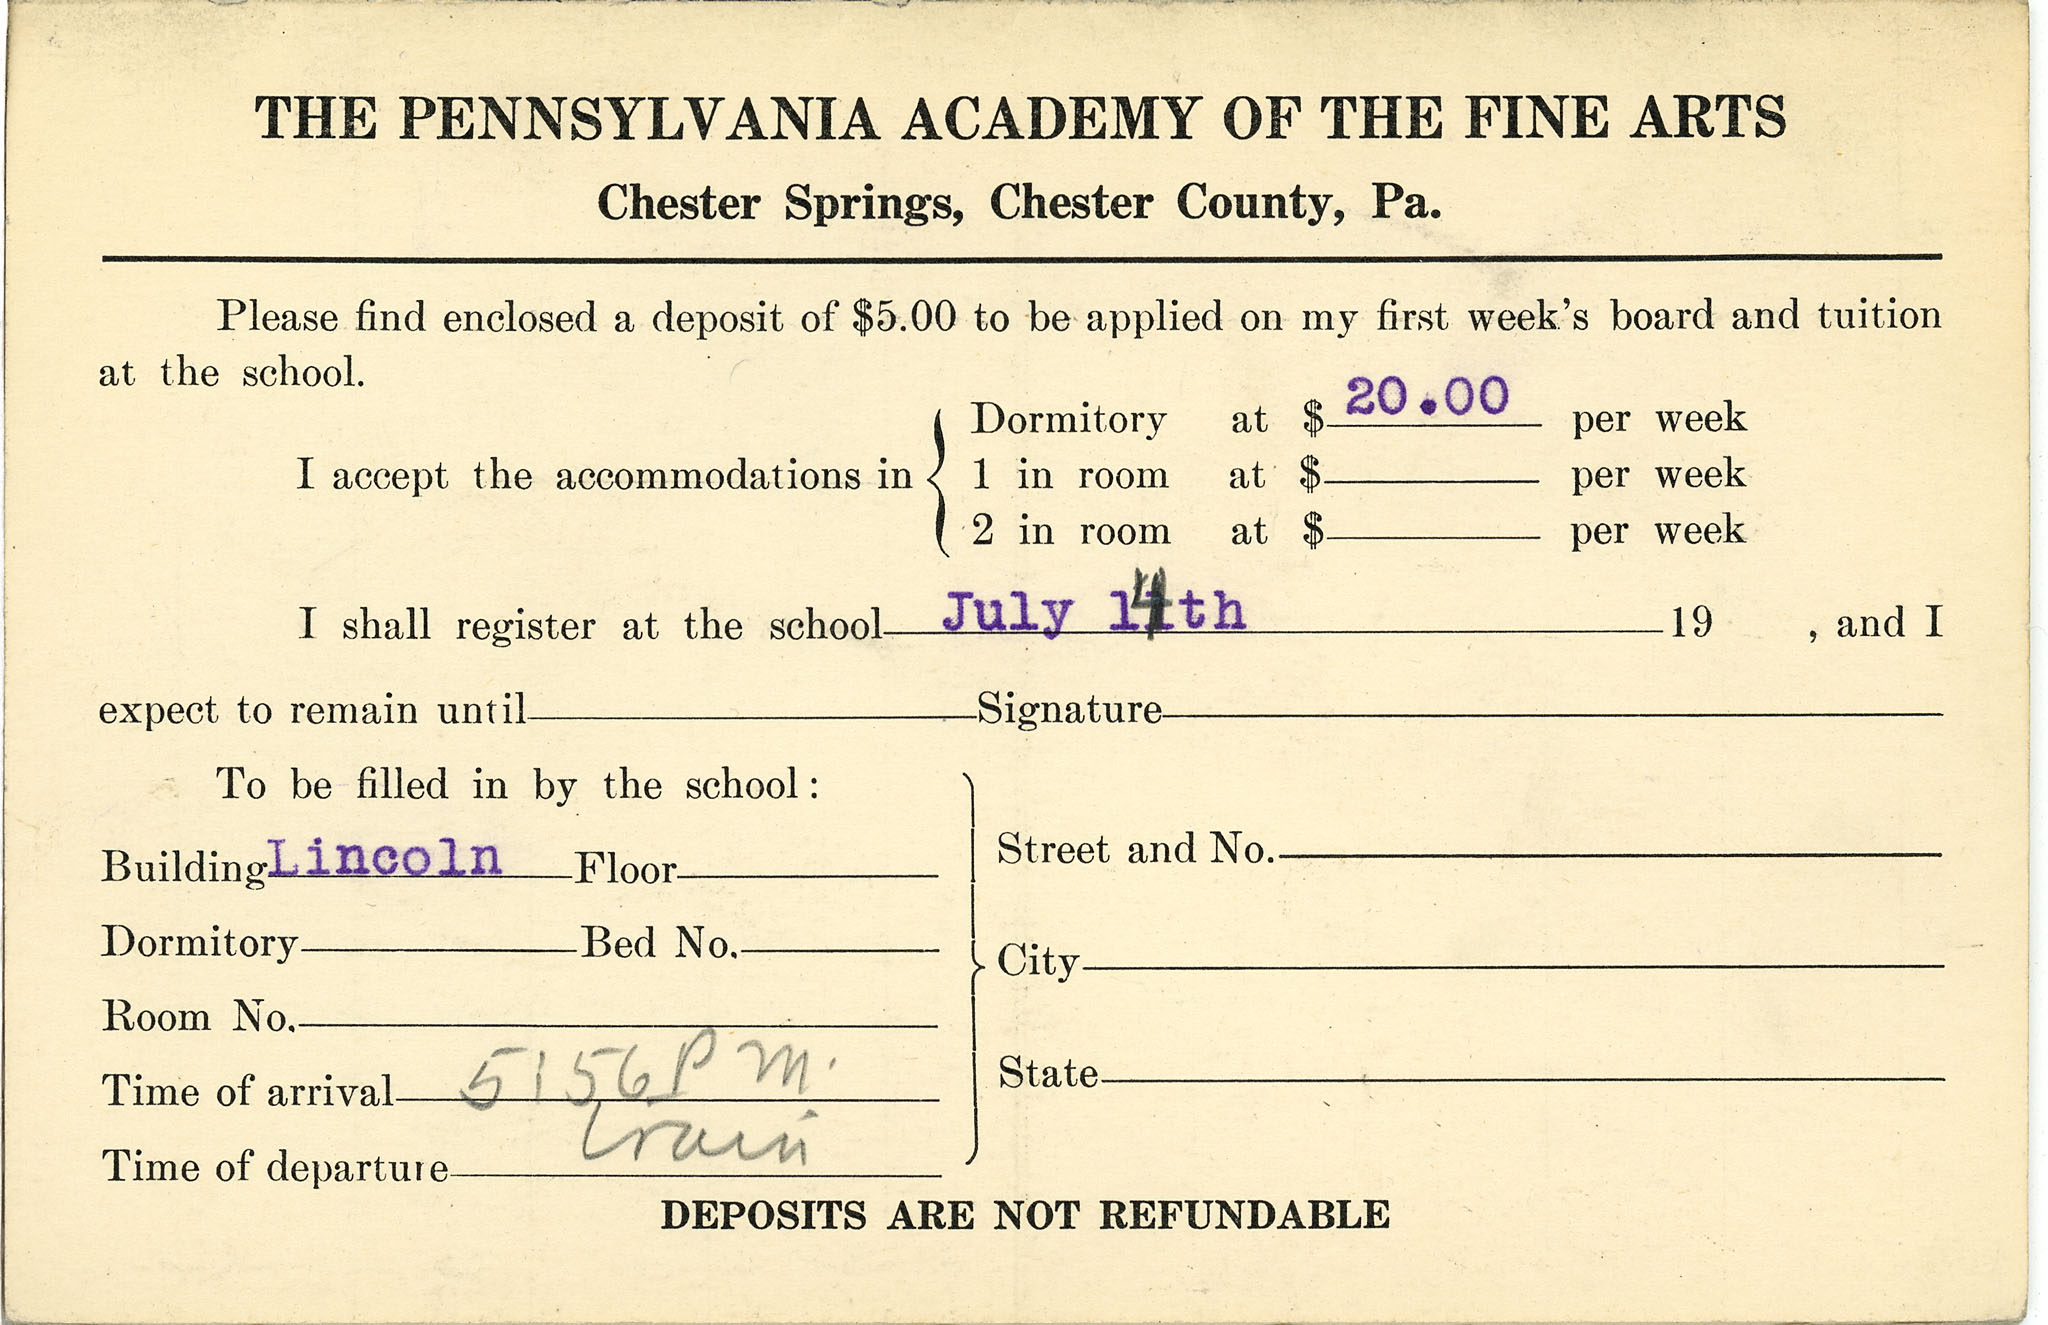 THE PENNSYLVANIA ACADEMY OF THE FINE ARTS
Chester Springs, Chester County, Pa.
Please find enclosed a deposit of $5.00 to be applied on my first week's board and tuition
at the school.
I accept the accommodations in
Dormitory at $ 20.00 per week
1 in room at $ per week
2 in room at $ per week
I shall register at the school July 14th 19 , and I
expect to remain until Signature
To be filled in by the school:
Building Lincoln Floor
Dormitory Bed No.
Room No.
Time of arrival 5:56 P M.
train
Time of departure
Street and No.
City
State
DEPOSITS ARE NOT REFUNDABLE